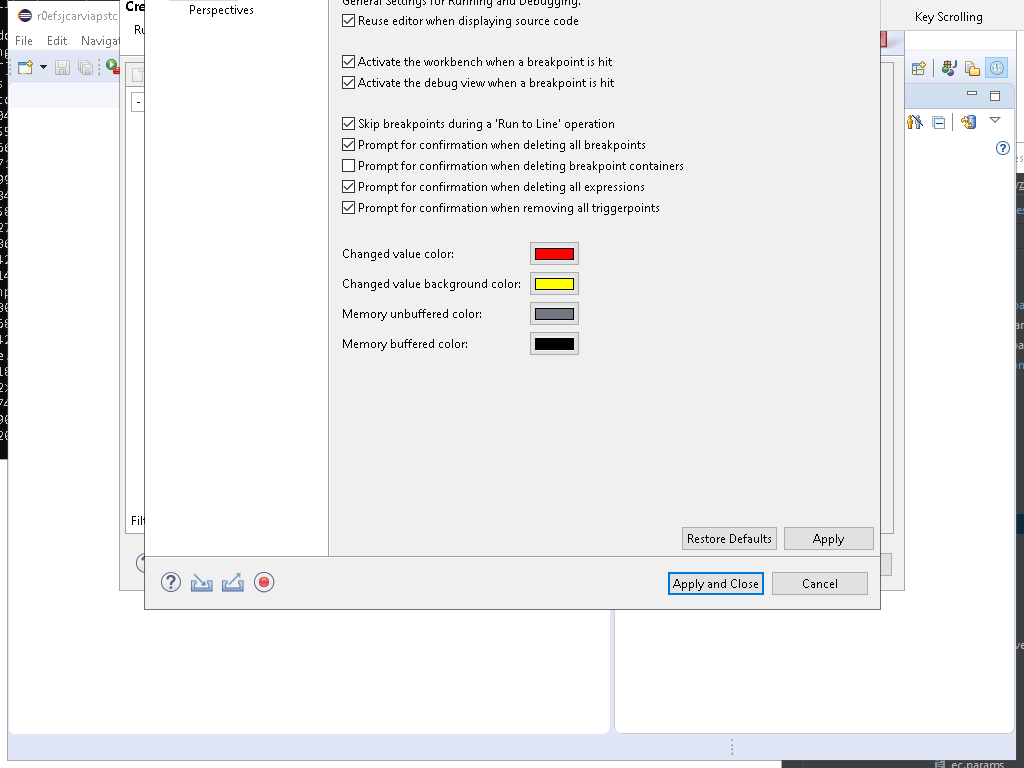 r0efsjcarviapstc
Cre
Perspectives
General Settings for Running and Debugging.
Key Scrolling
File Edit Navigat
Ru
Reuse editor when displaying source code
Activate the workbench when a breakpoint is hit
Activate the debug view when a breakpoint is hit
Skip breakpoints during a 'Run to Line' operation
Prompt for confirmation when deleting all breakpoints
Prompt for confirmation when deleting breakpoint containers
Prompt for confirmation when deleting all expressions
Prompt for confirmation when removing all triggerpoints
Changed value color:
Changed value background color:
Memory unbuffered color:
Memory buffered color:
Filt
Restore Defaults Apply
Apply and Close Cancel
ec.params